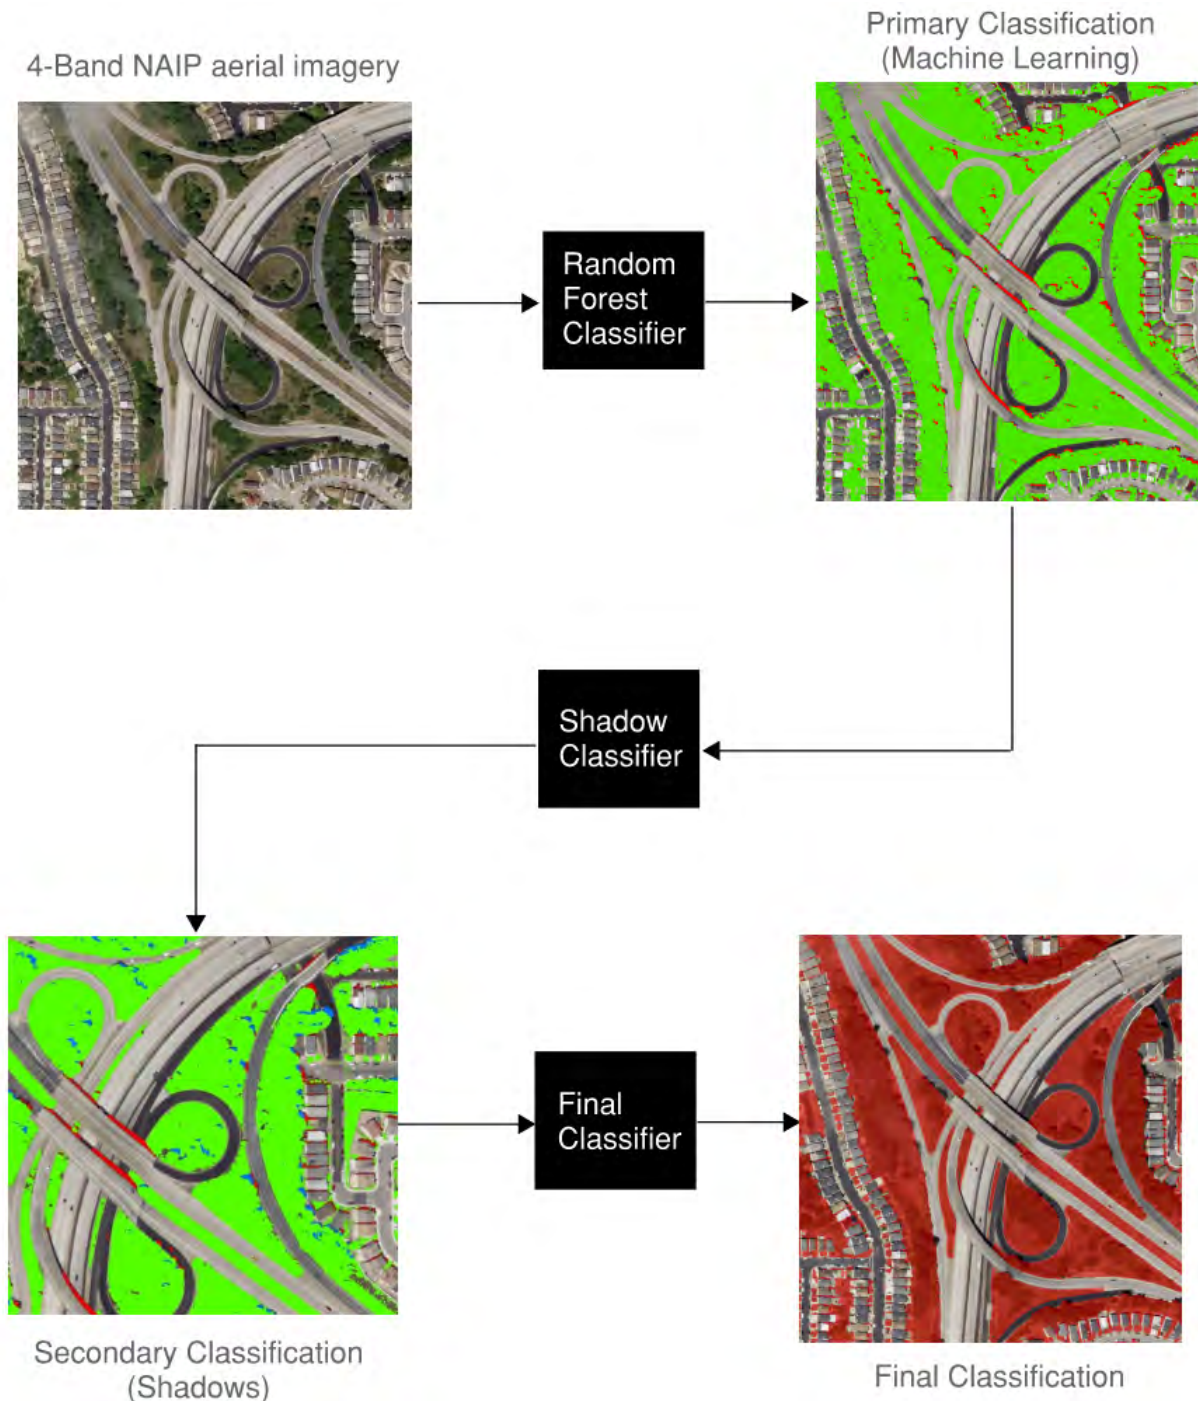 4-Band NAIP aerial imagery
Primary Classification
(Machine Learning)
Random
Forest
Classifier
Shadow
Classifier
Secondary Classification
(Shadows)
Final
Classifier
Final Classification